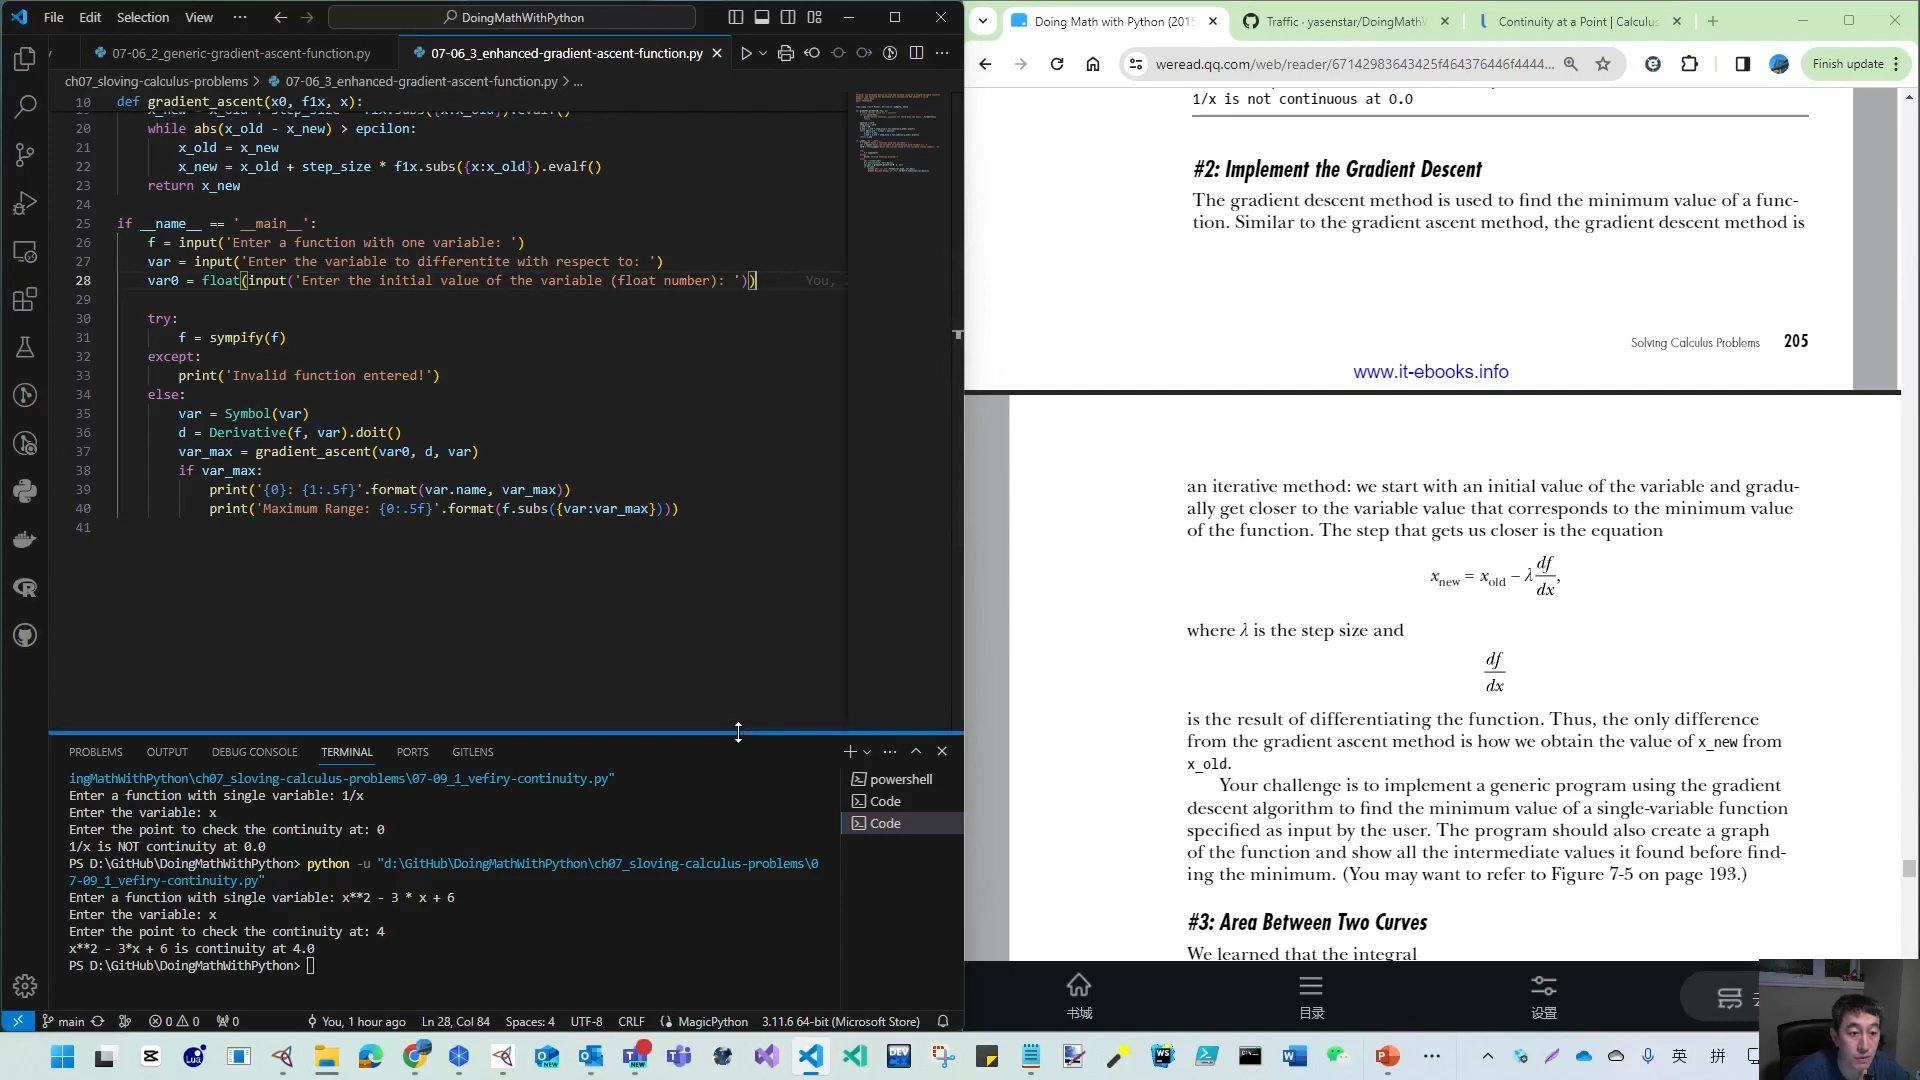 File Edit Selection View ··· DoingMathWithPython
07-06_2_generic-gradient-ascent-function.py 07-06_3_enhanced-gradient-ascent-function.py
ch07_sloving-calculus-problems > 07-06_3_enhanced-gradient-ascent-function.py > ...
10 def gradient_ascent(x0, f1x, x):
20 while abs(x_old - x_new) > epcilon:
21 x_old = x_new
22 x_new = x_old + step_size * f1x.subs({x:x_old}).evalf()
23 return x_new
24
25 if __name__ == '__main__':
26 f = input('Enter a function with one variable: ')
27 var = input('Enter the variable to differentite with respect to: ')
28 var0 = float(input('Enter the initial value of the variable (float number): ')) You,
29
30 try:
31 f = sympify(f)
32 except:
33 print('Invalid function entered!')
34 else:
35 var = Symbol(var)
36 d = Derivative(f, var).doit()
37 var_max = gradient_ascent(var0, d, var)
38 if var_max:
39 print('{0}: {1:.5f}'.format(var.name, var_max))
40 print('Maximum Range: {0:.5f}'.format(f.subs({var:var_max})))
41
PROBLEMS OUTPUT DEBUG CONSOLE TERMINAL PORTS GITLENS
ingMathWithPython\ch07_sloving-calculus-problems\07-09_1_vefiry-continuity.py"
Enter a function with single variable: 1/x
Enter the variable: x
Enter the point to check the continuity at: 0
1/x is NOT continuity at 0.0
PS D:\GitHub\DoingMathWithPython> python -u "d:\GitHub\DoingMathWithPython\ch07_sloving-calculus-problems\0
7-09_1_vefiry-continuity.py"
Enter a function with single variable: x**2 - 3 * x + 6
Enter the variable: x
Enter the point to check the continuity at: 4
x**2 - 3*x + 6 is continuity at 4.0
PS D:\GitHub\DoingMathWithPython>
powershell
Code
Code
main 0 0 0 You, 1 hour ago Ln 28, Col 84 Spaces: 4 UTF-8 CRLF MagicPython 3.11.6 64-bit (Microsoft Store)
Doing Math with Python (2015 Traffic · yasenstar/DoingMathW Continuity at a Point | Calculus
weread.qq.com/web/reader/67142983643425f464376446f4444... Finish update
1/x is not continuous at 0.0
#2: Implement the Gradient Descent
The gradient descent method is used to find the minimum value of a func-
tion. Similar to the gradient ascent method, the gradient descent method is
Solving Calculus Problems 205
www.it-ebooks.info
an iterative method: we start with an initial value of the variable and gradu-
ally get closer to the variable value that corresponds to the minimum value
of the function. The step that gets us closer is the equation
x_new = x_old − λ df/dx,
where λ is the step size and
df
dx
is the result of differentiating the function. Thus, the only difference
from the gradient ascent method is how we obtain the value of x_new from
x_old.
Your challenge is to implement a generic program using the gradient
descent algorithm to find the minimum value of a single-variable function
specified as input by the user. The program should also create a graph
of the function and show all the intermediate values it found before find-
ing the minimum. (You may want to refer to Figure 7-5 on page 193.)
#3: Area Between Two Curves
We learned that the integral
书城 目录 设置
英 拼